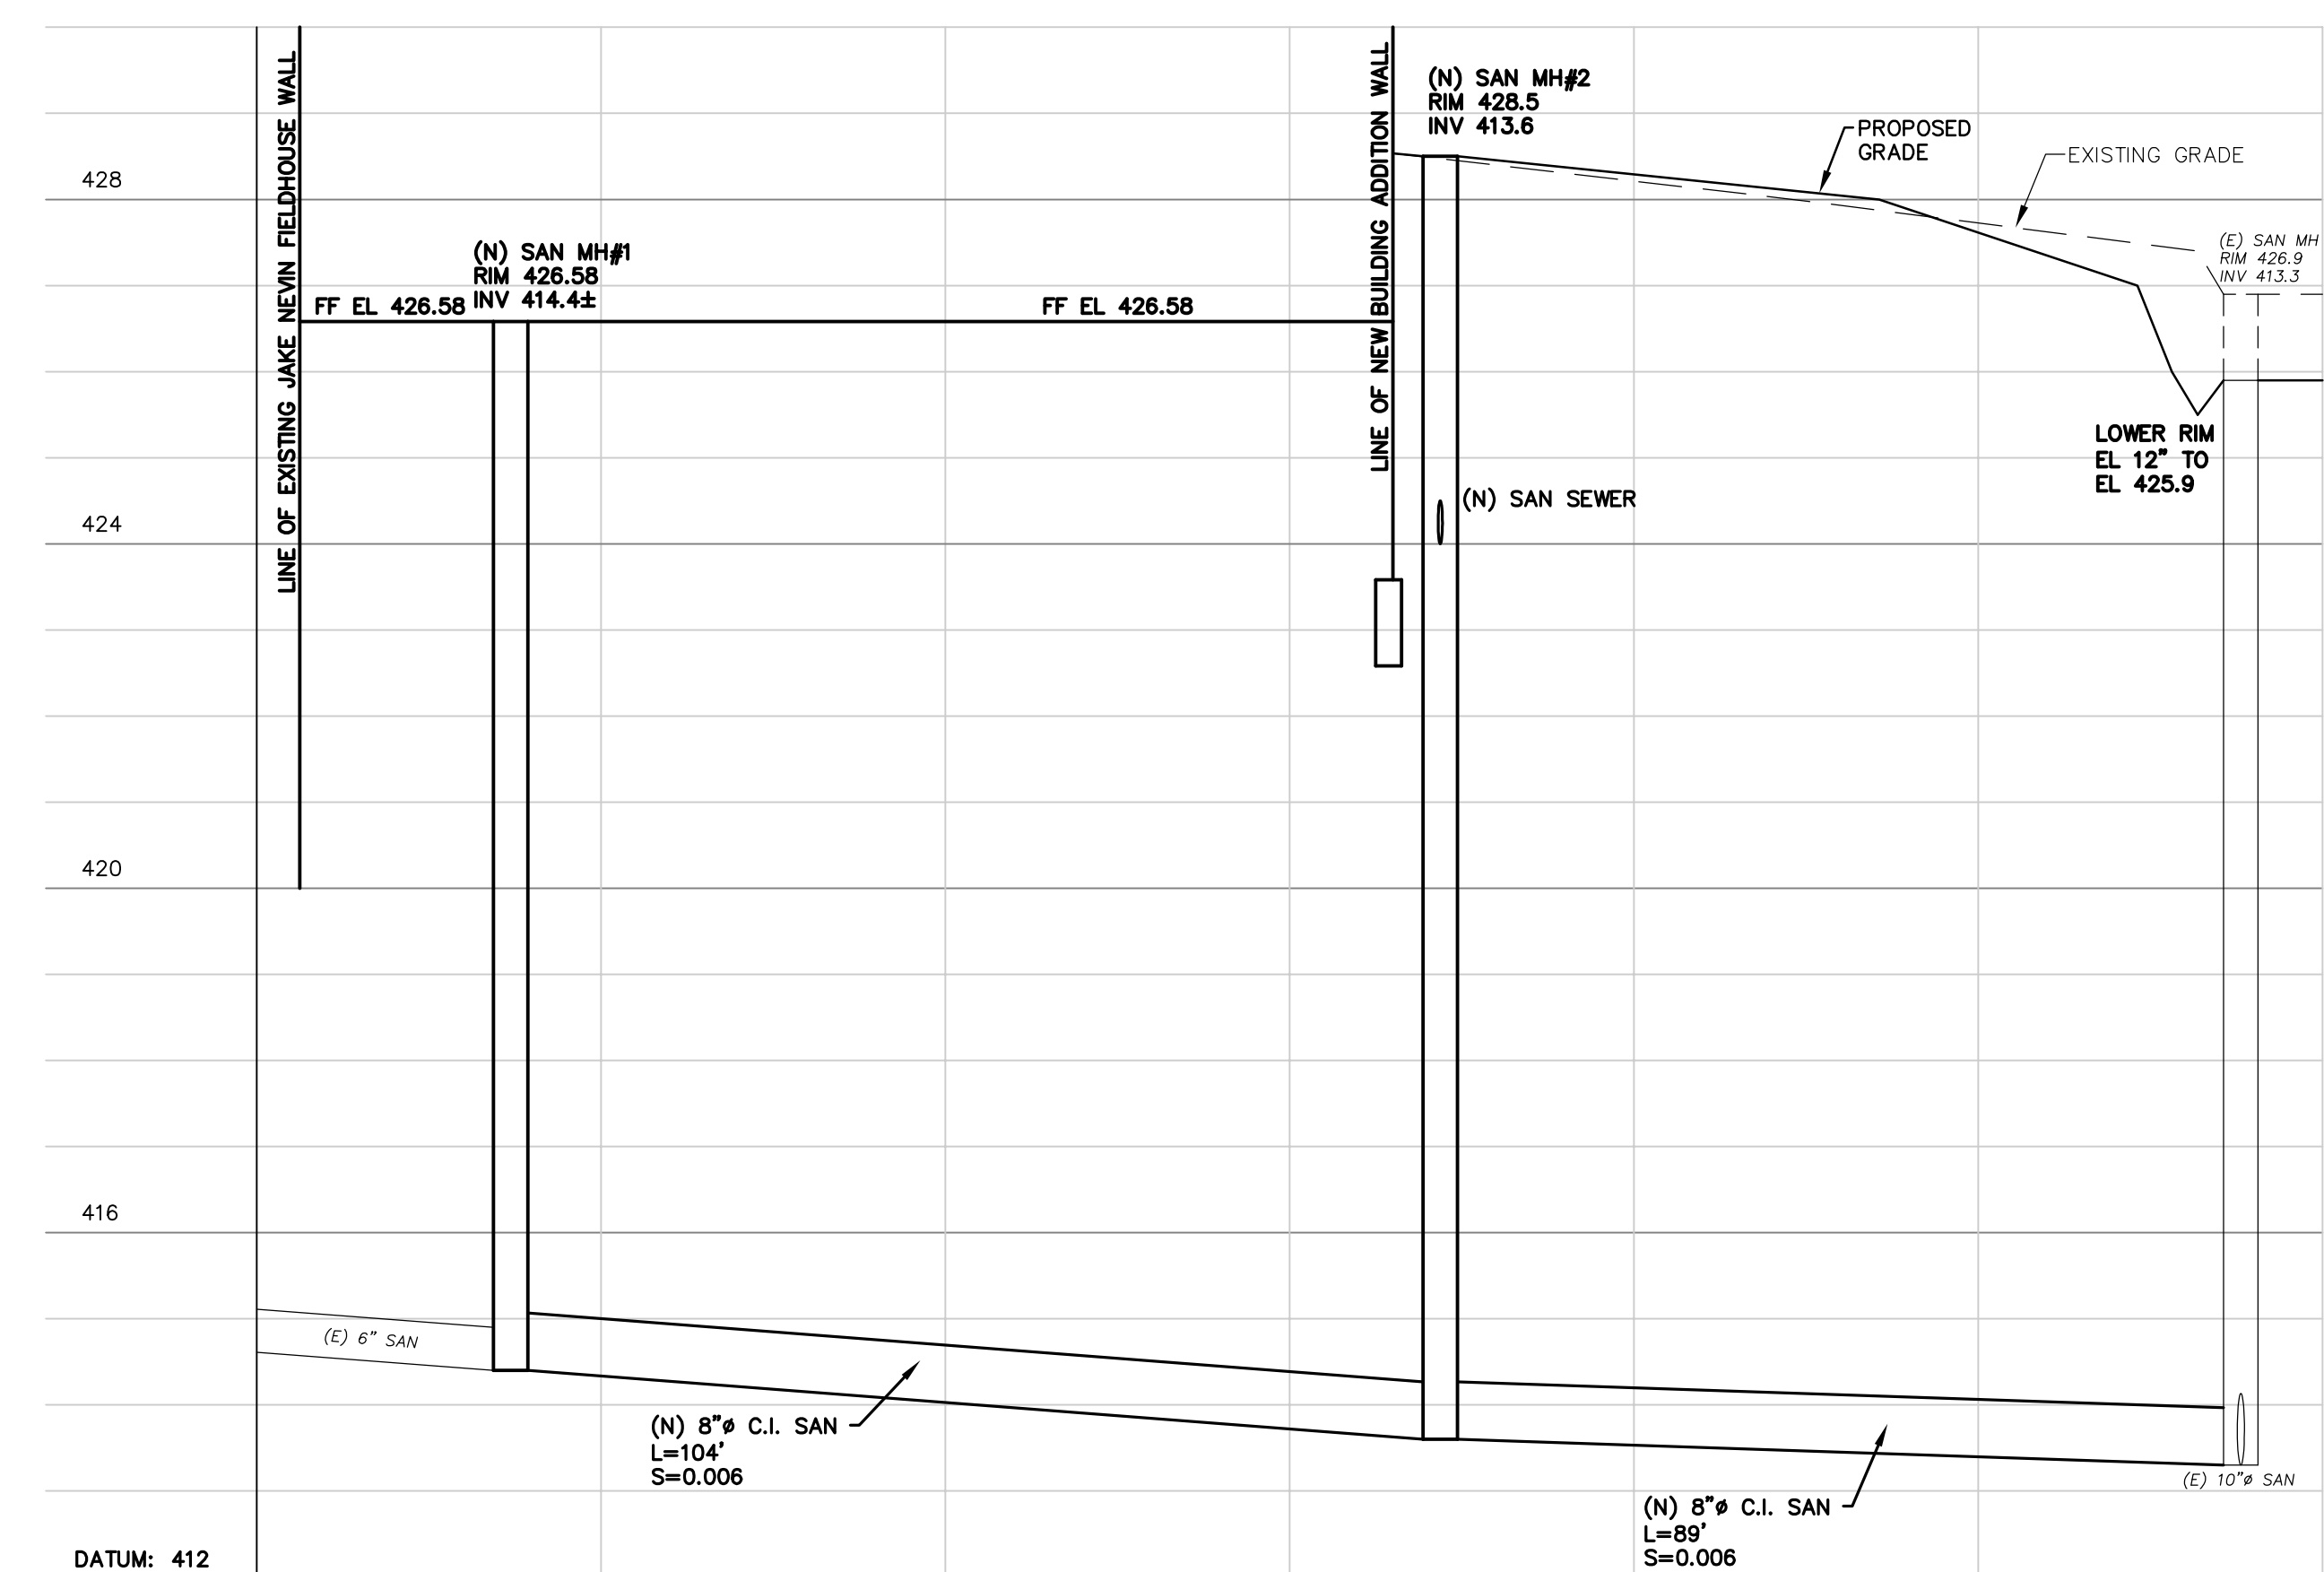 LINE OF EXISTING JAKE NEVIN FIELDHOUSE WALL
LINE OF NEW BUILDING ADDITION WALL
(N) SAN MH#2
RIM 428.5
INV 413.6
PROPOSED
GRADE
EXISTING GRADE
428
(E) SAN MH
RIM 426.9
INV 413.3
(N) SAN MH#1
RIM 426.58
INV 414.4±
FF EL 426.58
FF EL 426.58
LOWER RIM
EL 12" TO
EL 425.9
(N) SAN SEWER
424
420
416
(E) 6" SAN
(N) 8"ø C.I. SAN
L=104'
S=0.006
(E) 10"ø SAN
(N) 8"ø C.I. SAN
L=89'
S=0.006
DATUM: 412